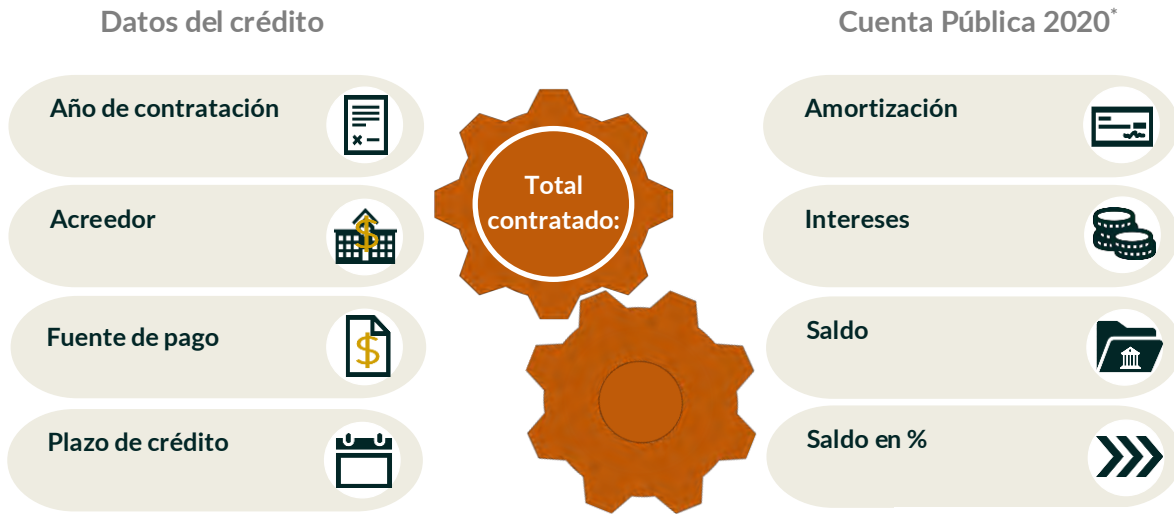 Datos del crédito
Año de contratación
Acreedor
Fuente de pago
Plazo de crédito
Total
contratado:
Cuenta Pública 2020*
Amortización
Intereses
Saldo
Saldo en %